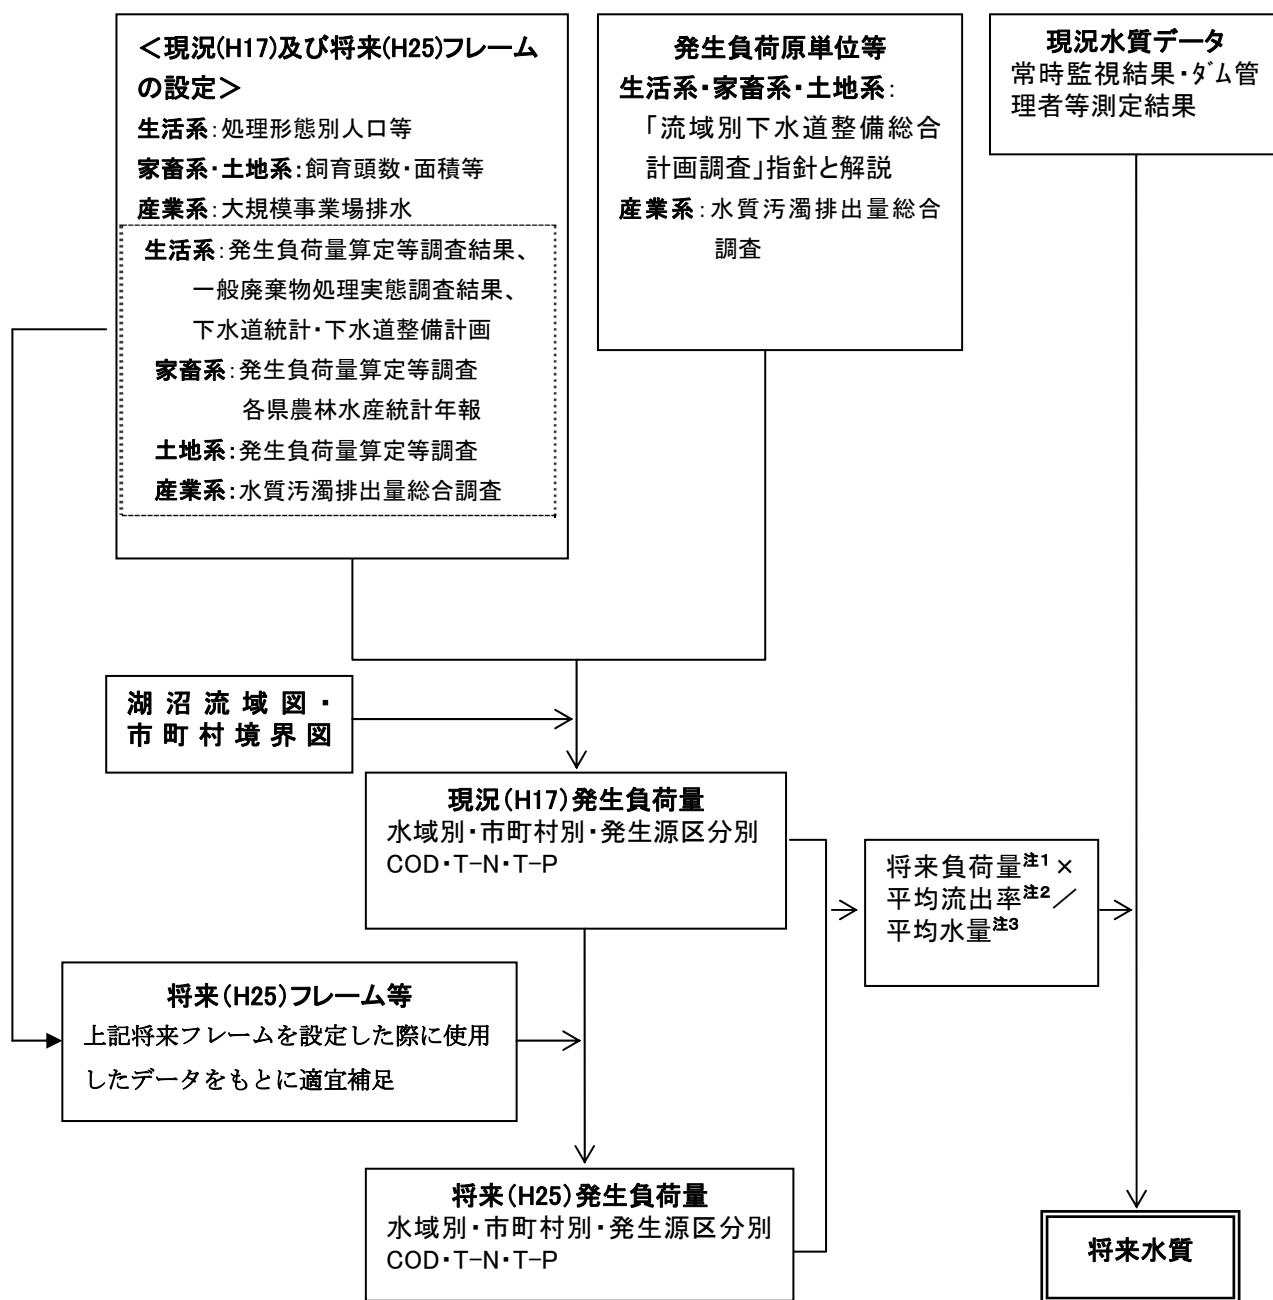 ＜現況(H17)及び将来(H25)フレーム
の設定＞
生活系：処理形態別人口等
家畜系・土地系：飼育頭数・面積等
産業系：大規模事業場排水
生活系：発生負荷量算定等調査結果、
一般廃棄物処理実態調査結果、
下水道統計・下水道整備計画
家畜系：発生負荷量算定等調査
各県農林水産統計年報
土地系：発生負荷量算定等調査
産業系：水質汚濁排出量総合調査
発生負荷原単位等
生活系・家畜系・土地系：
「流域別下水道整備総合
計画調査」指針と解説
産業系：水質汚濁排出量総合
調査
現況水質データ
常時監視結果・ダム管
理者等測定結果
湖沼流域図・
市町村境界図
現況（H17）発生負荷量
水域別・市町村別・発生源区分別
COD・T-N・T-P
将来負荷量注1×
平均流出率注2／
平均水量注3
将来（H25）フレーム等
上記将来フレームを設定した際に使用
したデータをもとに適宜補足
将来（H25）発生負荷量
水域別・市町村別・発生源区分別
COD・T-N・T-P
将来水質